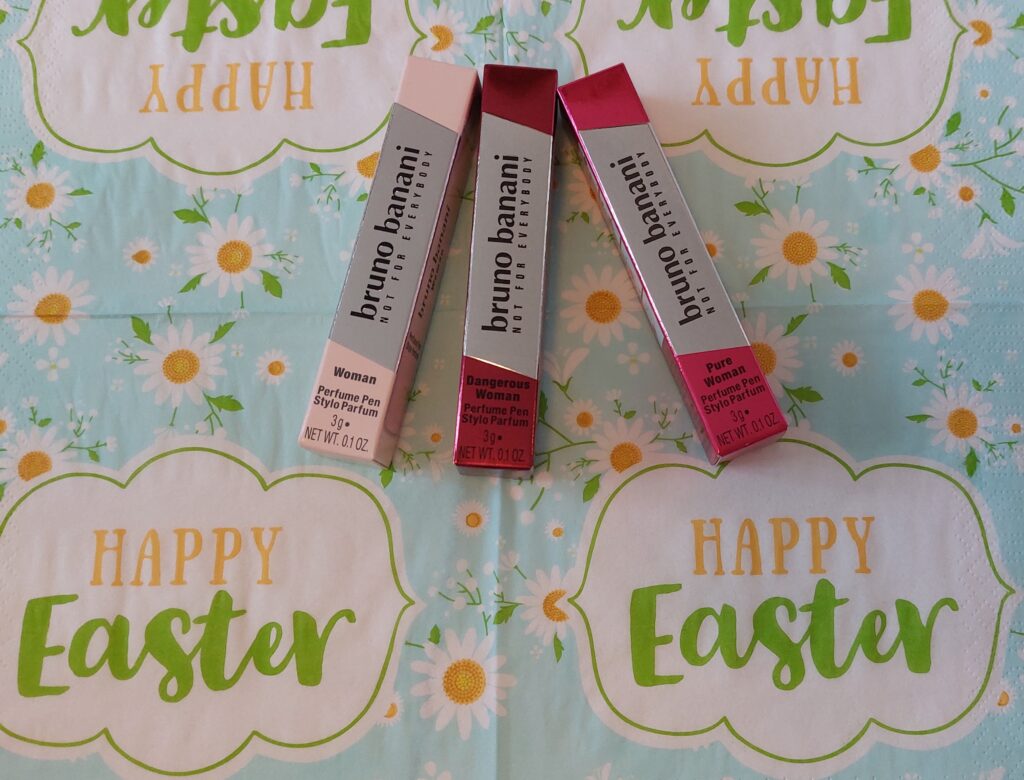 Easter
HAPPY
Easter
HAPPY
bruno banani
NOT FOR EVERYBODY
bruno banani
Woman
Perfume Pen
Stylo Parfum
3g•
NET WT. 0.1 OZ.
bruno banani
NOT FOR EVERYBODY
Dangerous
Woman
Perfume Pen
Stylo Parfum
3g•
NET WT. 0.1 OZ.
bruno banani
NOT FOR EVERYBODY
Pure
Woman
Perfume Pen
Stylo Parfum
3g•
NET WT. 0.1 OZ.
HAPPY
Easter
HAPPY
Easter